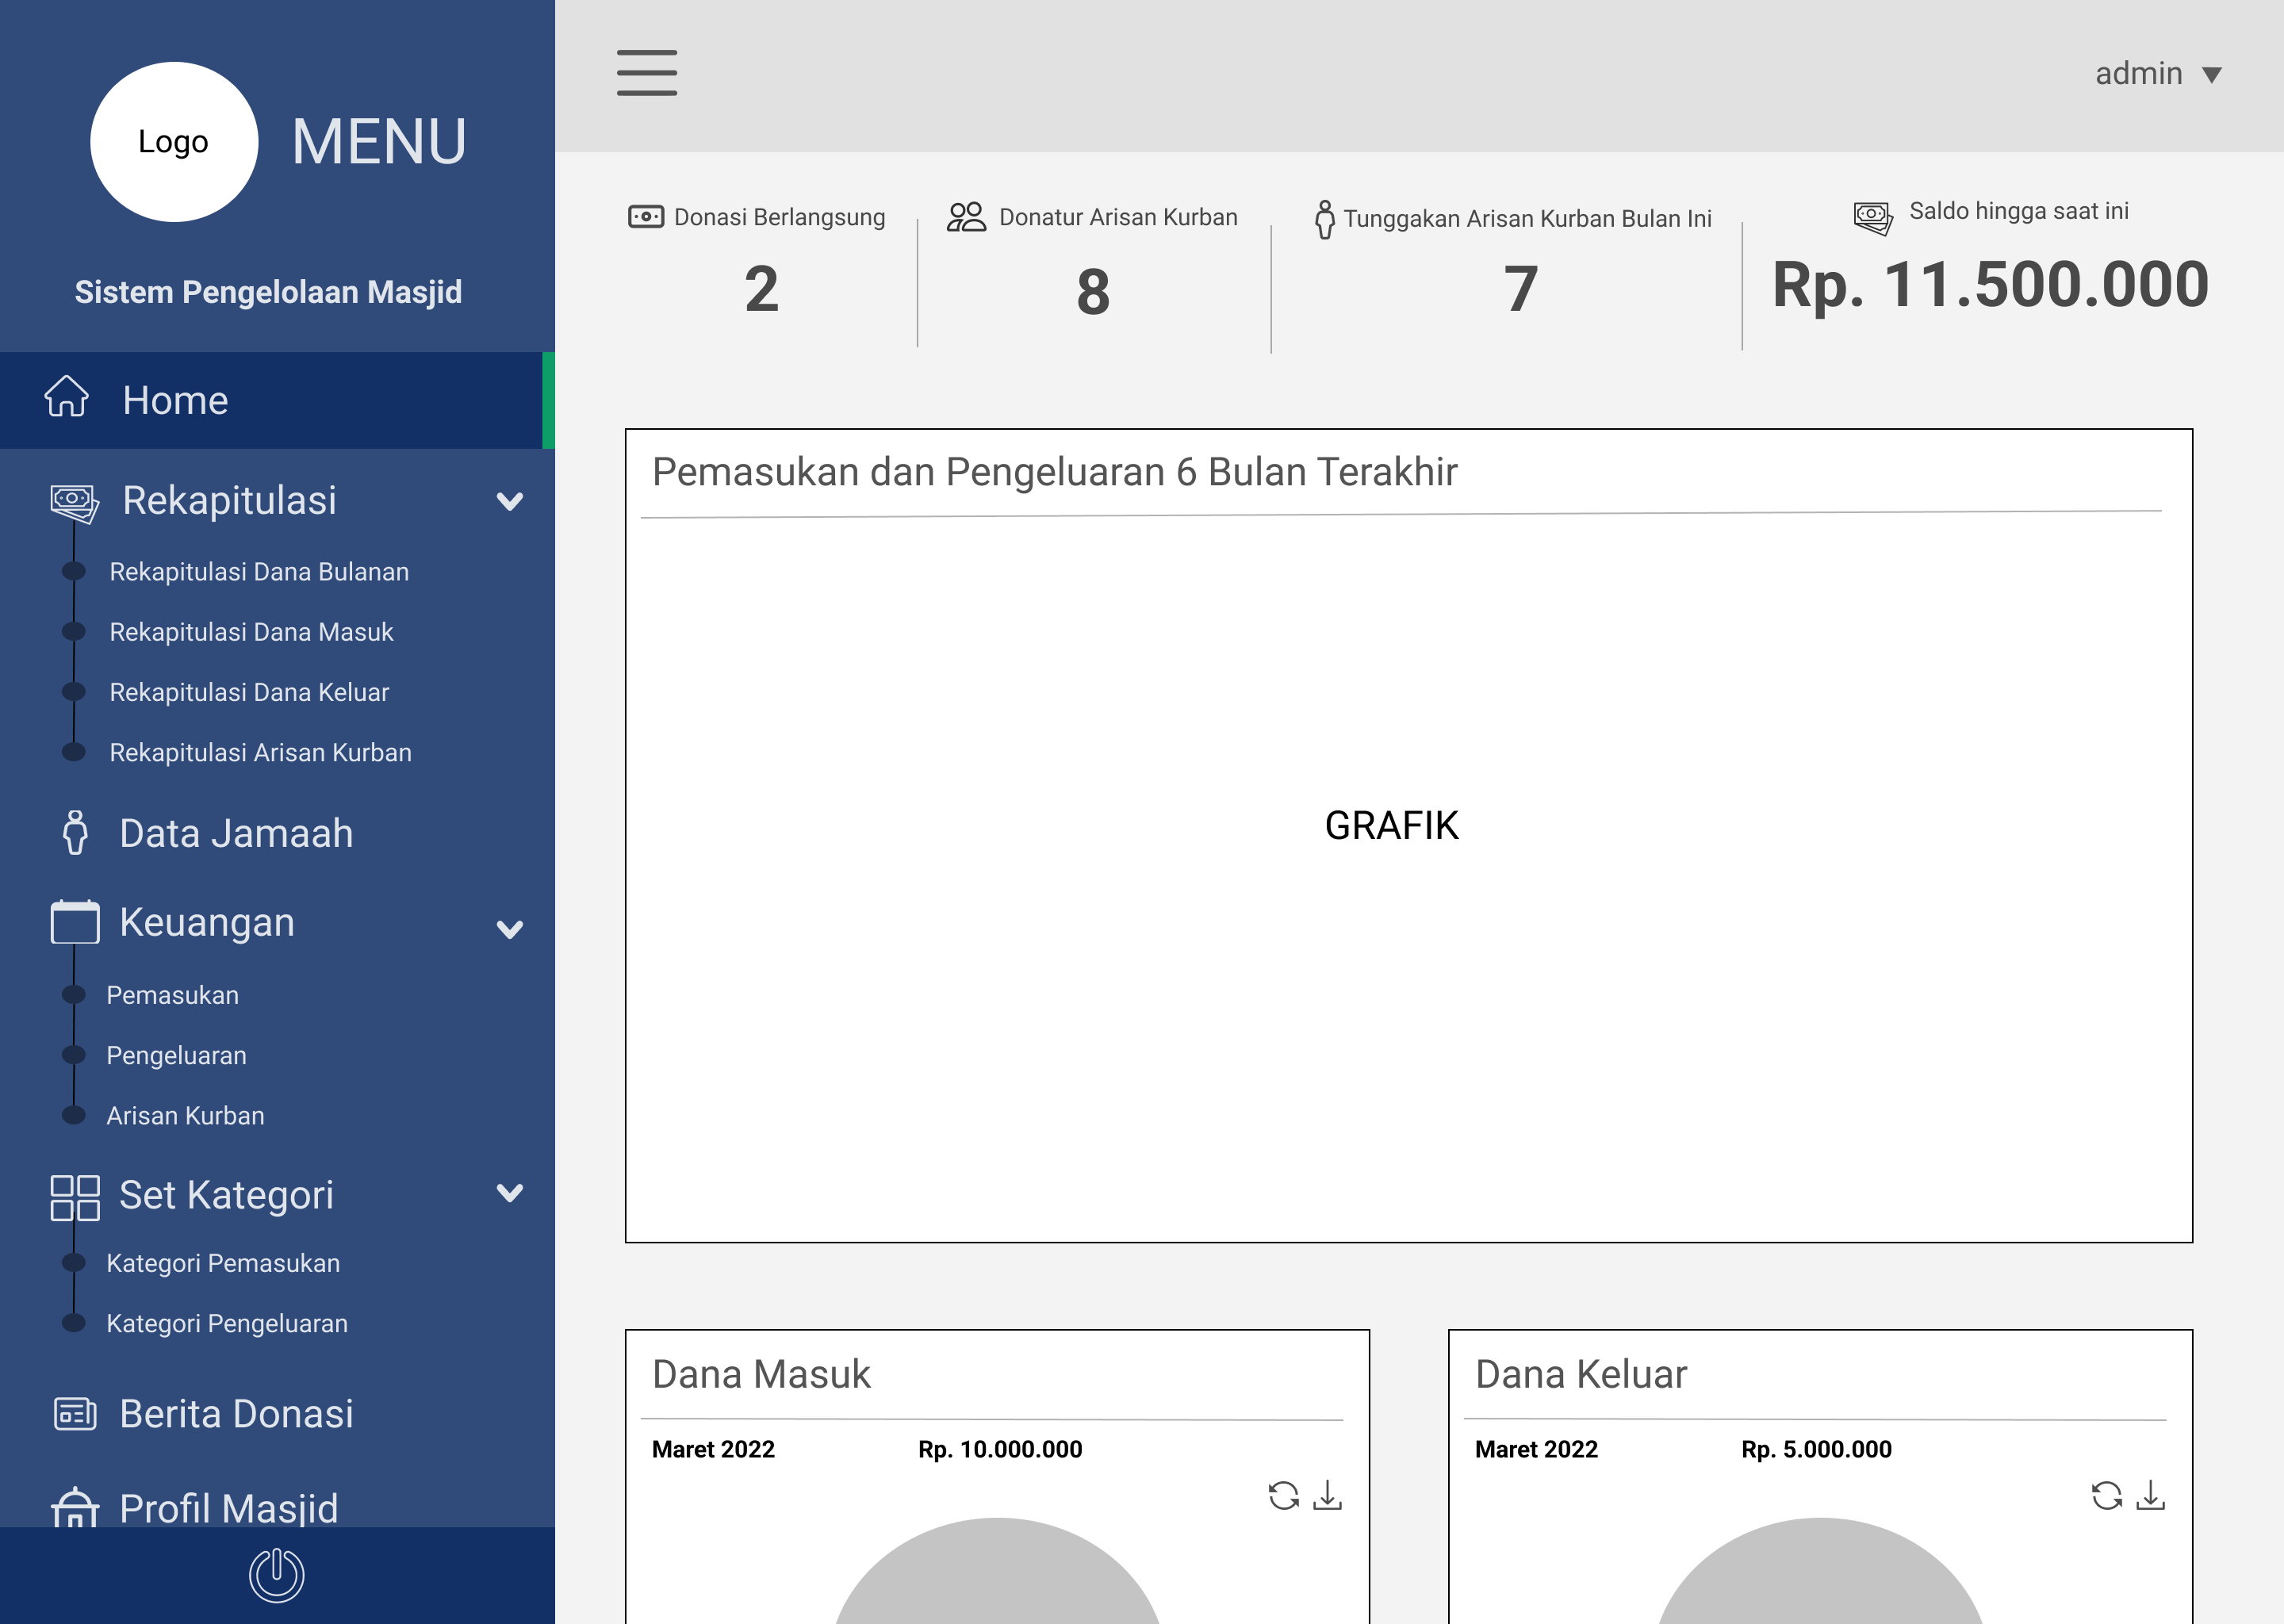 Logo
MENU
Sistem Pengelolaan Masjid
Home
Rekapitulasi
Rekapitulasi Dana Bulanan
Rekapitulasi Dana Masuk
Rekapitulasi Dana Keluar
Rekapitulasi Arisan Kurban
Data Jamaah
Keuangan
Pemasukan
Pengeluaran
Arisan Kurban
Set Kategori
Kategori Pemasukan
Kategori Pengeluaran
Berita Donasi
Profil Masjid
admin
Donasi Berlangsung
2
Donatur Arisan Kurban
8
Tunggakan Arisan Kurban Bulan Ini
7
Saldo hingga saat ini
Rp. 11.500.000
Pemasukan dan Pengeluaran 6 Bulan Terakhir
GRAFIK
Dana Masuk
Maret 2022 Rp. 10.000.000
Dana Keluar
Maret 2022 Rp. 5.000.000